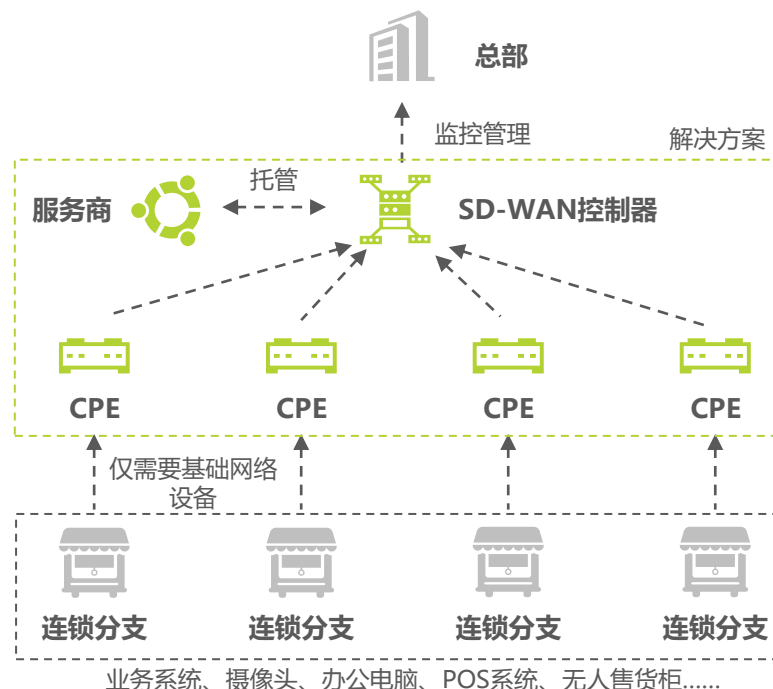 总部
监控管理
解决方案
托管
服务商
SD-WAN控制器
CPE
CPE
CPE
CPE
仅需要基础网络
设备
连锁分支
连锁分支
连锁分支
连锁分支
业务系统、摄像头、办公电脑、POS系统、无人售货柜......